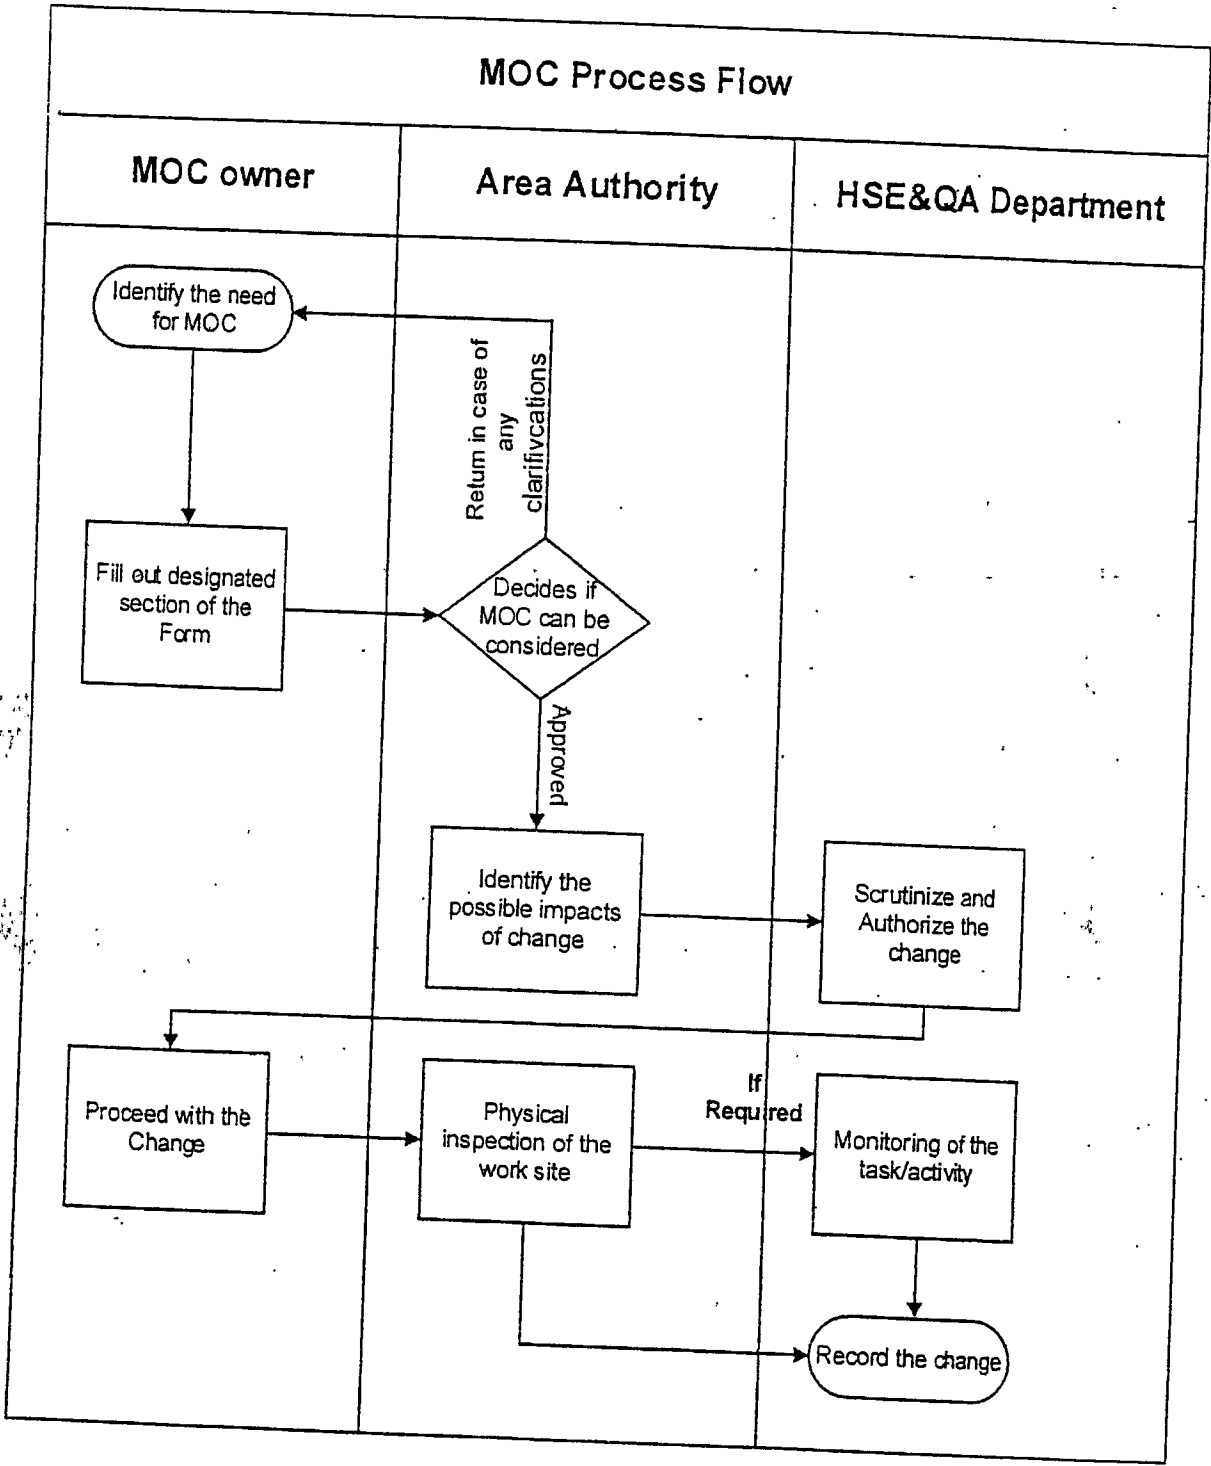 MOC Process Flow
MOC owner
Area Authority
HSE&QA Department
Identify the need
for MOC
Return in case of
any
clarifivcations
Fill out designated
section of the
Form
Decides if
MOC can be
considered
Approved
Identify the
possible impacts
of change
Scrutinize and
Authorize the
change
Proceed with the
Change
Physical
inspection of the
work site
If
Required
Monitoring of the
task/activity
Record the change